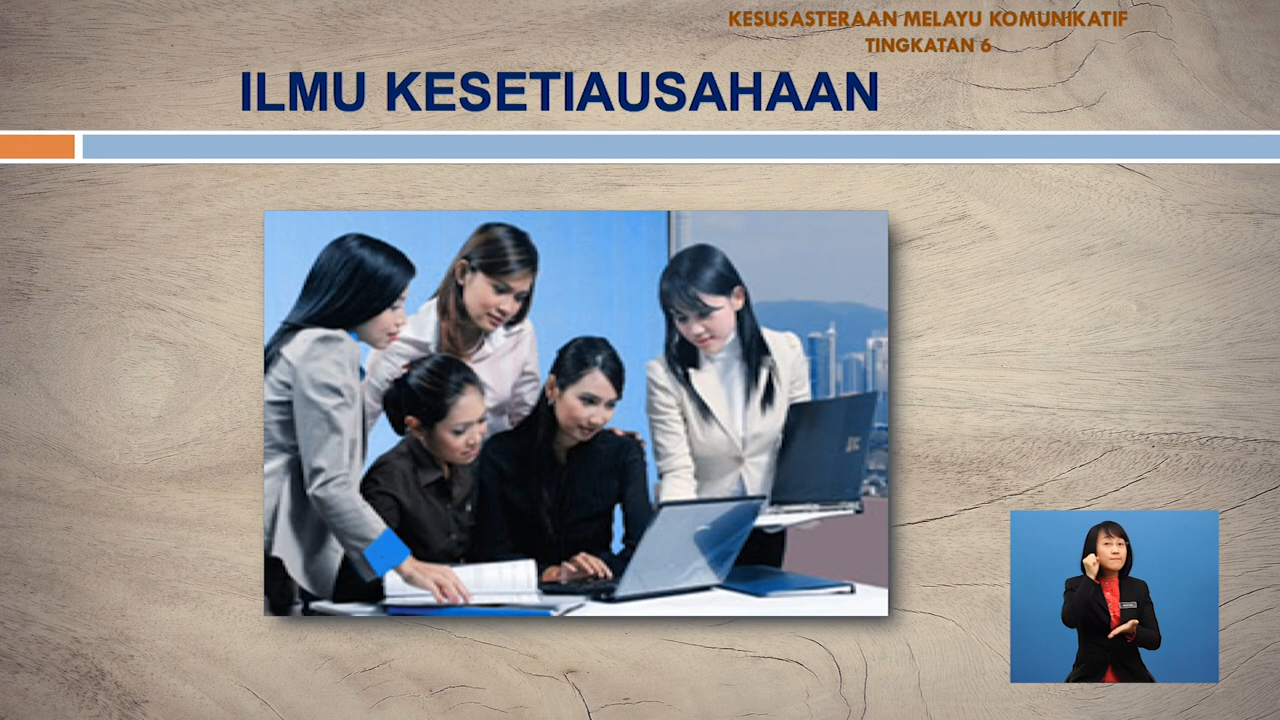 KESUSASTERAAN MELAYU KOMUNIKATIF
TINGKATAN 6
ILMU KESETIAUSAHAAN